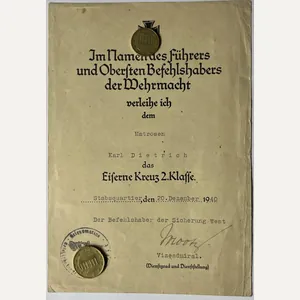 Im Namen des Führers
und Obersten Befehlshabers
der Wehrmacht
verleihe ich
dem
Matrosen
Karl Dietrich
das
Eiserne Kreuz 2.Klasse.
Stabsquartier, den 20. Dezember 1940
Der Befehlshaber der Sicherung West
Vizeadmiral.
(Dienstgrad und Dienststellung)